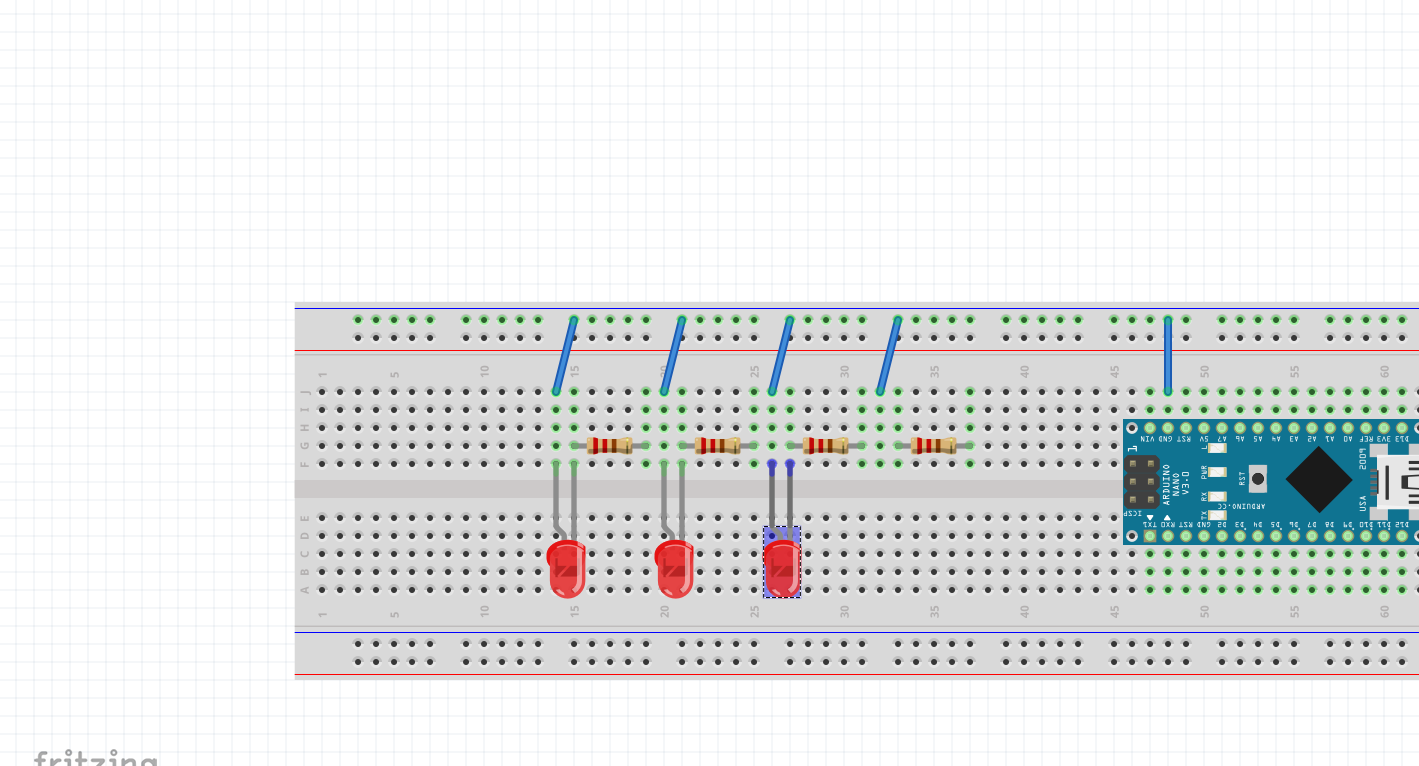 1 5 10 15 20 25 30 35 40 45 50 55 60
J
I
H
G
F
VIN GND RST 5V A7 A6 A5 A4 A3 A2 A1 A0 REF 3V3 D13
1
L
PWR
RX
TX
RST
ARDUINO
NANO
V3.0
ARDUINO.CC
USA
ICSP
TX1 RX0 RST GND D2 D3 D4 D5 D6 D7 D8 D9 D10 D11 D12
E
D
C
B
A
1 5 10 15 20 25 30 35 40 45 50 55 60
fritzing